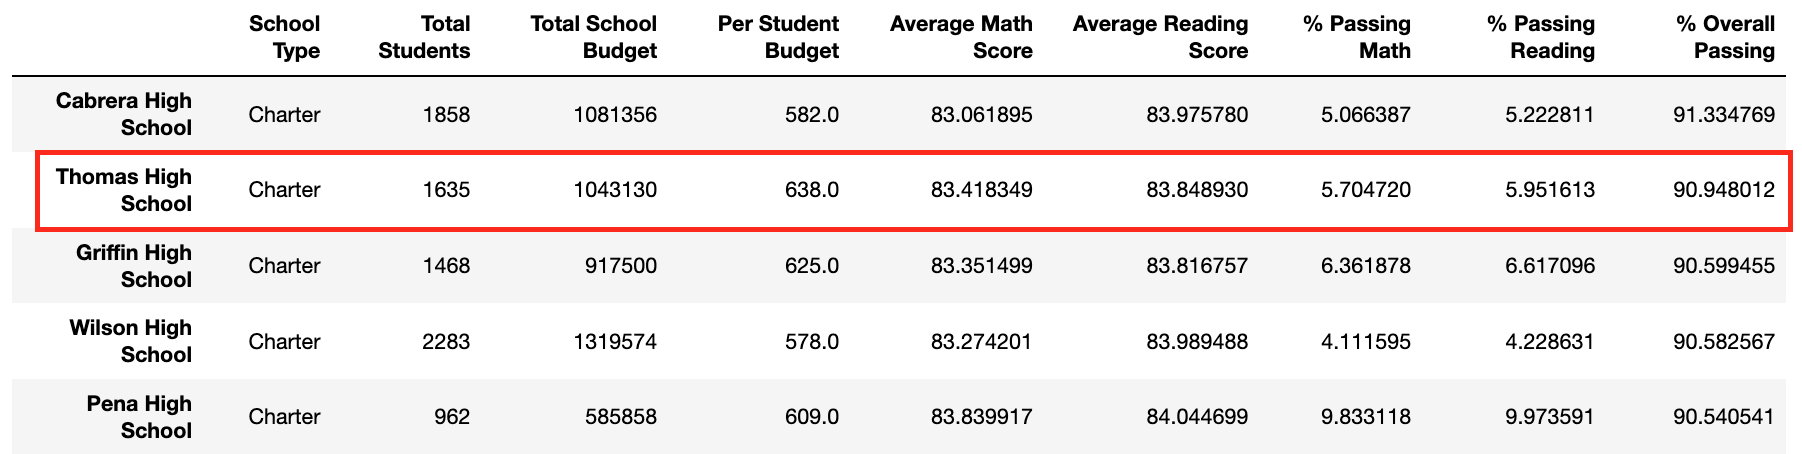 School Type Total Students Total School Budget Per Student Budget Average Math Score Average Reading Score % Passing Math % Passing Reading % Overall Passing
Cabrera High School Charter 1858 1081356 582.0 83.061895 83.975780 5.066387 5.222811 91.334769
Thomas High School Charter 1635 1043130 638.0 83.418349 83.848930 5.704720 5.951613 90.948012
Griffin High School Charter 1468 917500 625.0 83.351499 83.816757 6.361878 6.617096 90.599455
Wilson High School Charter 2283 1319574 578.0 83.274201 83.989488 4.111595 4.228631 90.582567
Pena High School Charter 962 585858 609.0 83.839917 84.044699 9.833118 9.973591 90.540541